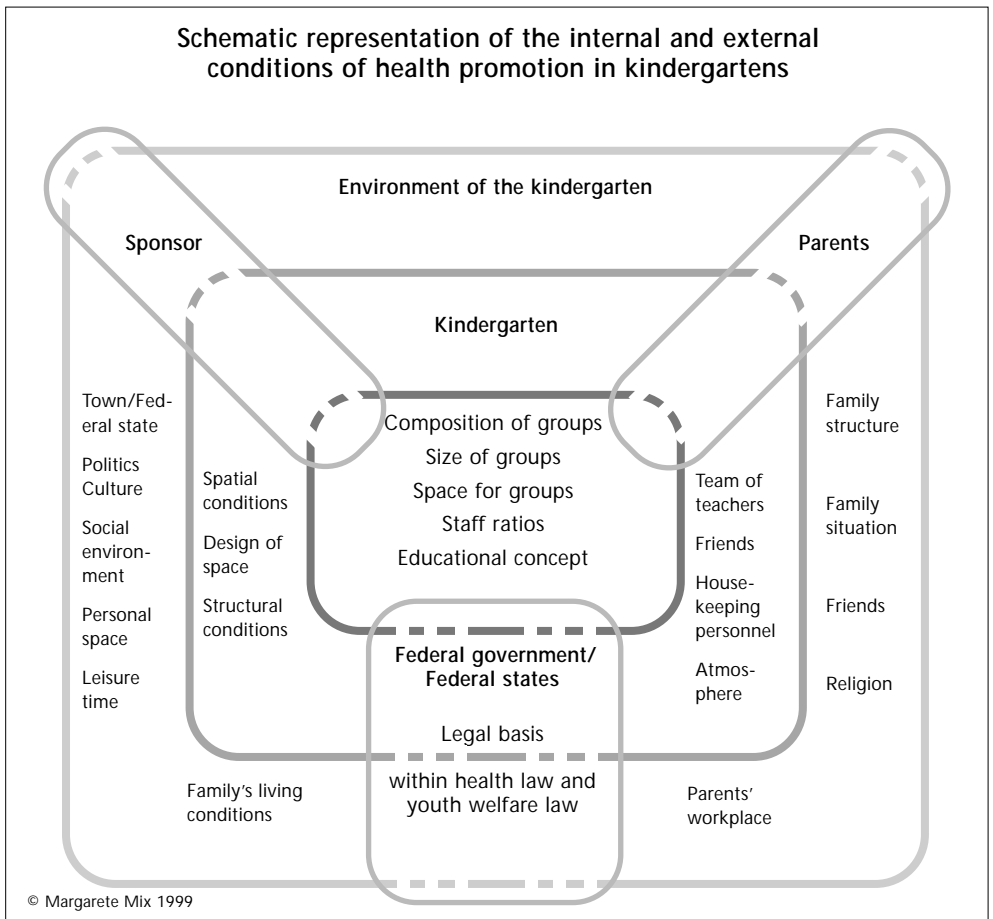 Schematic representation of the internal and external
conditions of health promotion in kindergartens
Environment of the kindergarten
Sponsor
Parents
Kindergarten
Town/Fed-
eral state
Politics
Culture
Social
environ-
ment
Personal
space
Leisure
time
Spatial
conditions
Design of
space
Structural
conditions
Composition of groups
Size of groups
Space for groups
Staff ratios
Educational concept
Team of
teachers
Friends
House-
keeping
personnel
Atmos-
phere
Family
structure
Family
situation
Friends
Religion
Federal government/
Federal states
Legal basis
within health law and
youth welfare law
Family's living
conditions
Parents'
workplace
© Margarete Mix 1999